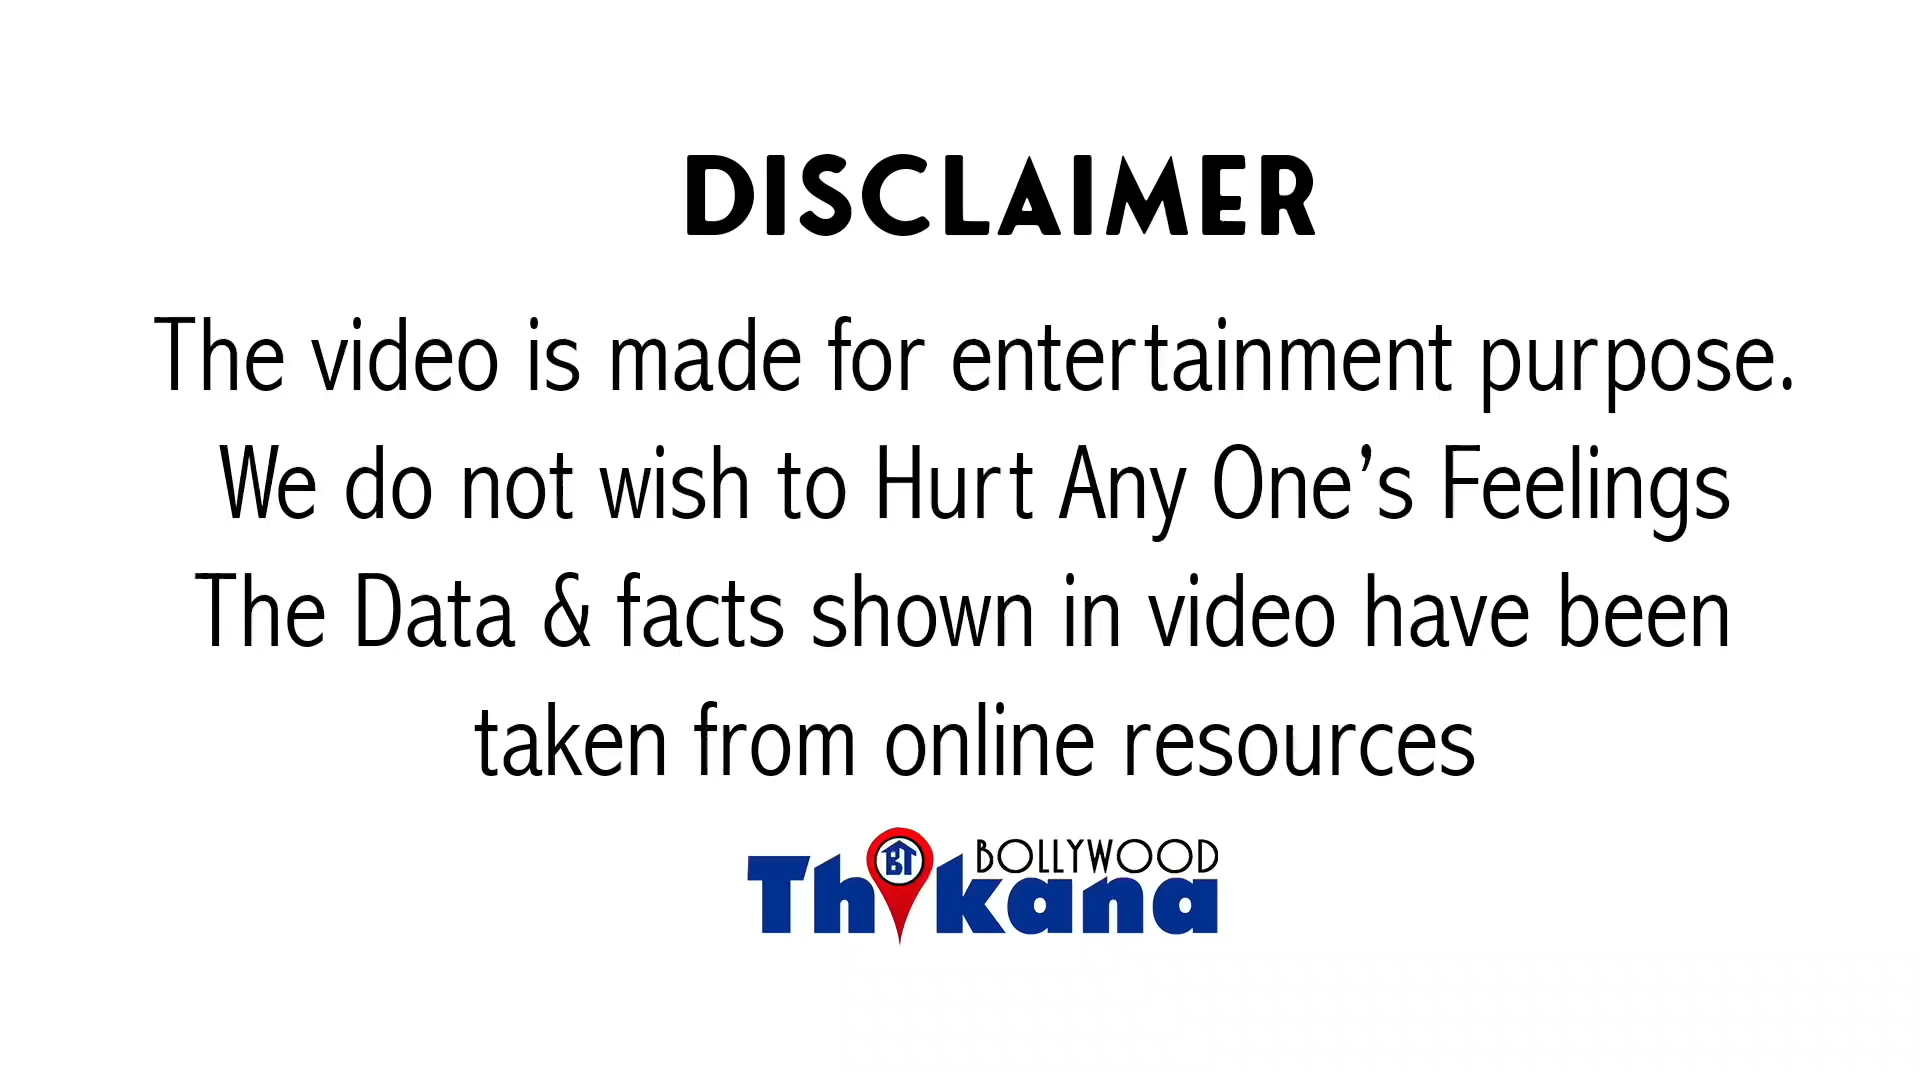 DISCLAIMER
The video is made for entertainment purpose.
We do not wish to Hurt Any One’s Feelings
The Data & facts shown in video have been
taken from online resources
BT
BOLLYWOOD
Thikana